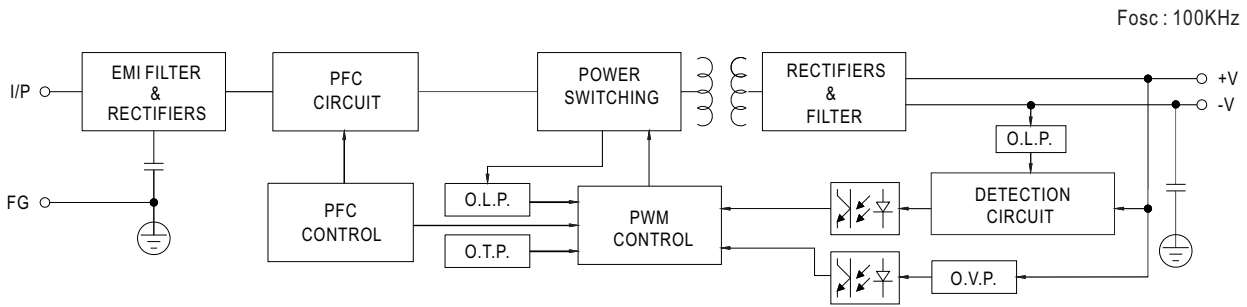 Fosc : 100KHz
I/P
EMI FILTER
&
RECTIFIERS
PFC
CIRCUIT
POWER
SWITCHING
RECTIFIERS
&
FILTER
+V
-V
O.L.P.
FG
PFC
CONTROL
O.L.P.
O.T.P.
PWM
CONTROL
DETECTION
CIRCUIT
O.V.P.